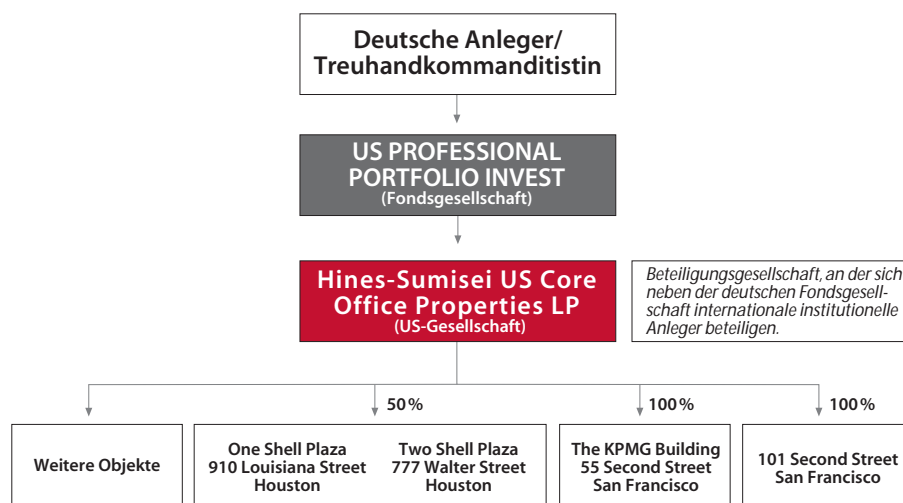 Deutsche Anleger/
Treuhandkommanditistin
US PROFESSIONAL
PORTFOLIO INVEST
(Fondsgesellschaft)
Hines-Sumisei US Core
Office Properties LP
(US-Gesellschaft)
Beteiligungsgesellschaft, an der sich
neben der deutschen Fondsgesell-
schaft internationale institutionelle
Anleger beteiligen.
50%
100%
100%
Weitere Objekte
One Shell Plaza
910 Louisiana Street
Houston
Two Shell Plaza
777 Walter Street
Houston
The KPMG Building
55 Second Street
San Francisco
101 Second Street
San Francisco